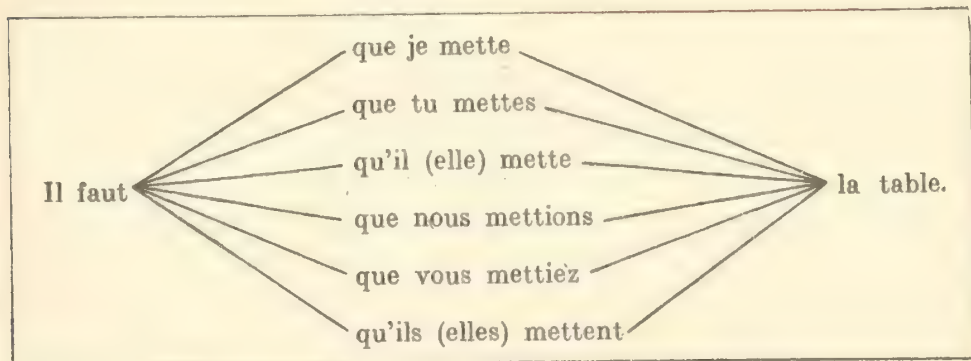 que je mette
que tu mettes
qu'il (elle) mette
Il faut
la table.
que nous mettions
que vous mettiez
qu'ils (elles) mettent